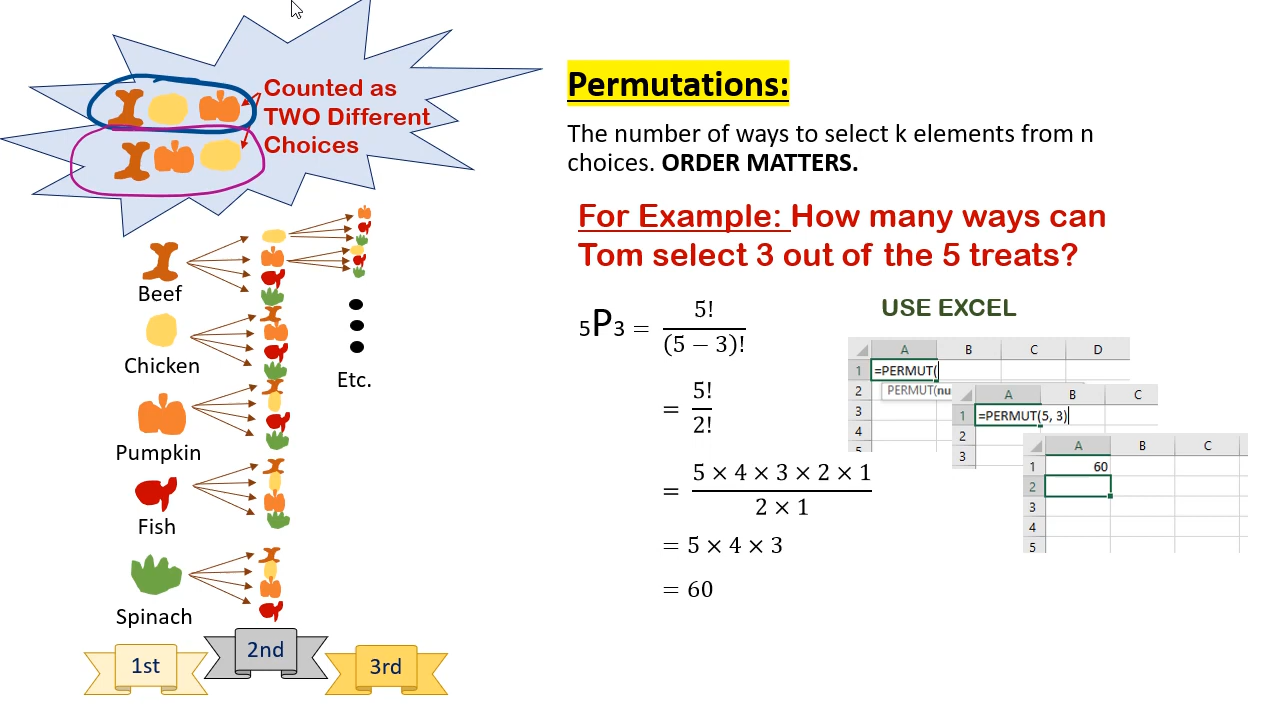 Counted as
TWO Different
Choices
Beef
Chicken
Pumpkin
Fish
Spinach
Etc.
1st
2nd
3rd
Permutations:
The number of ways to select k elements from n
choices. ORDER MATTERS.
For Example: How many ways can
Tom select 3 out of the 5 treats?
₅P₃ = 5! / (5 − 3)!
= 5! / 2!
= 5 × 4 × 3 × 2 × 1 / 2 × 1
= 5 × 4 × 3
= 60
USE EXCEL
A B C D
1 =PERMUT(
2 PERMUT(nu
3
4
5
A B C
1 =PERMUT(5, 3)
2
3
A B C
1 60
2
3
4
5